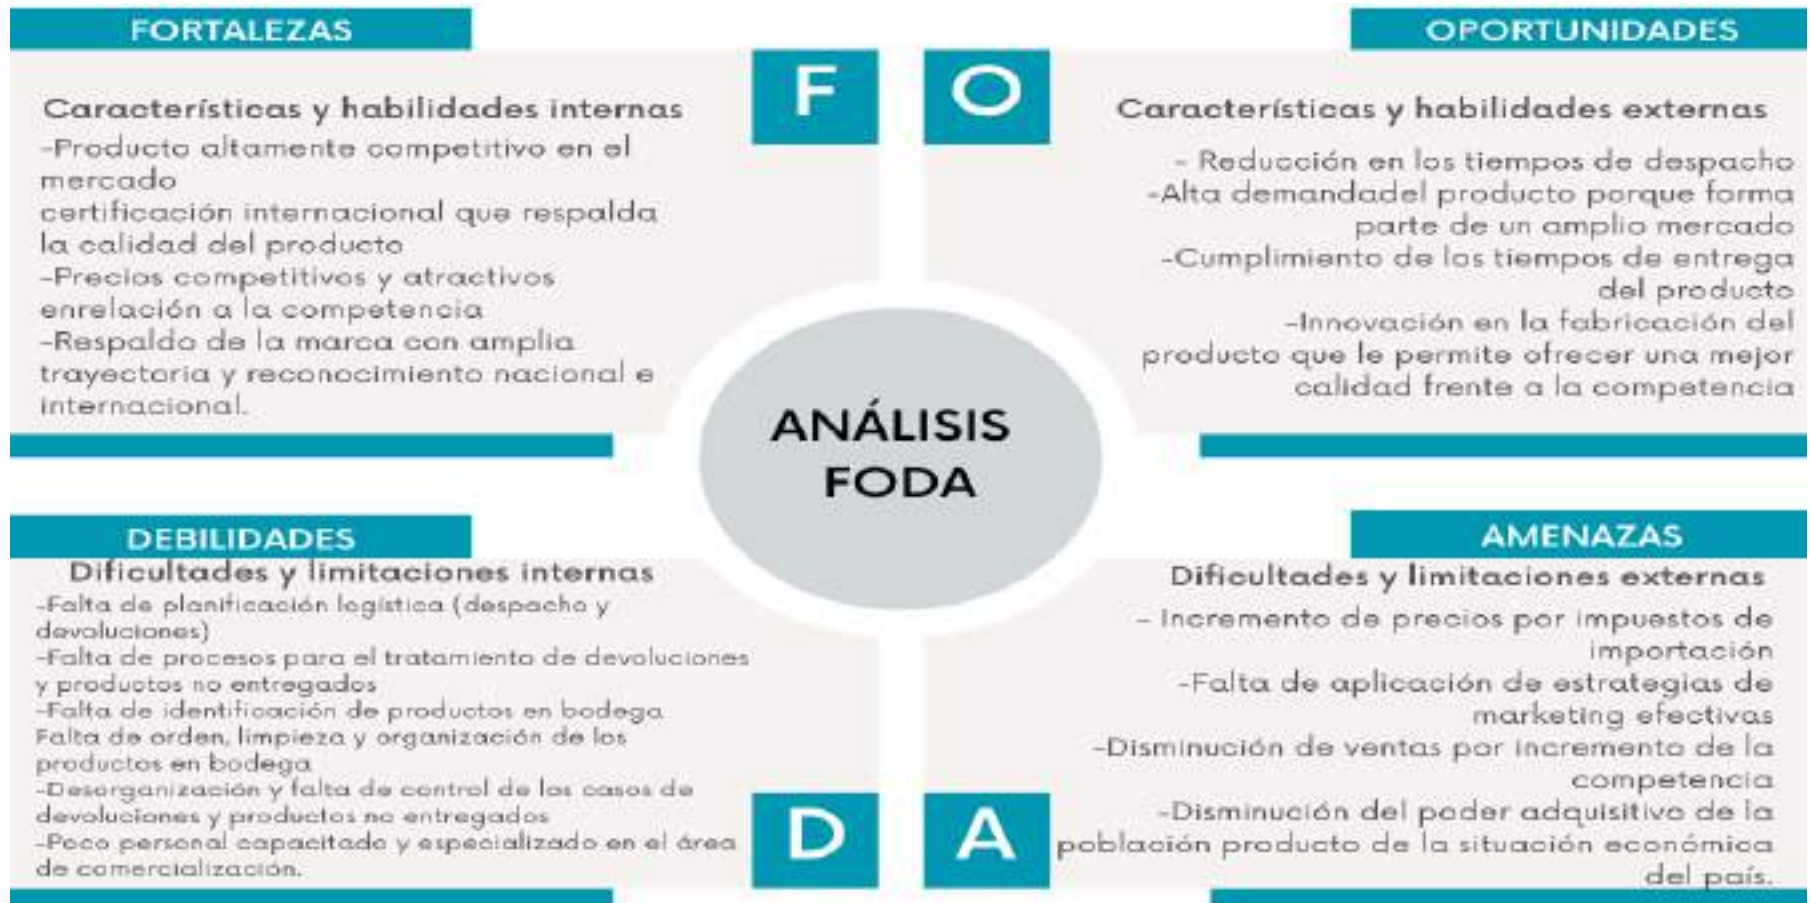 FORTALEZAS
F
Características y habilidades internas
-Producto altamente competitivo en el
mercado
certificación internacional que respalda
la calidad del producto
-Precios competitivos y atractivos
enrelación a la competencia
-Respaldo de la marca con amplia
trayectoria y reconocimiento nacional e
internacional.
OPORTUNIDADES
O
Características y habilidades externas
- Reducción en los tiempos de despacho
-Alta demandadel producto porque forma
parte de un amplio mercado
-Cumplimiento de los tiempos de entrega
del producto
-Innovación en la fabricación del
producto que le permite ofrecer una mejor
calidad frente a la competencia
ANÁLISIS
FODA
DEBILIDADES
Dificultades y limitaciones internas
-Falta de planificación logística (despacho y
devoluciones)
-Falta de procesos para el tratamiento de devoluciones
y productos no entregados
-Falta de identificación de productos en bodega
Falta de orden, limpieza y organización de los
productos en bodega
-Desorganización y falta de control de los casos de
devoluciones y productos no entregados
-Poco personal capacitado y especializado en el área
de comercialización.
D
AMENAZAS
Dificultades y limitaciones externas
- Incremento de precios por impuestos de
importación
-Falta de aplicación de estrategias de
marketing efectivas
-Disminución de ventas por incremento de la
competencia
-Disminución del poder adquisitivo de la
población producto de la situación económica
del país.
A